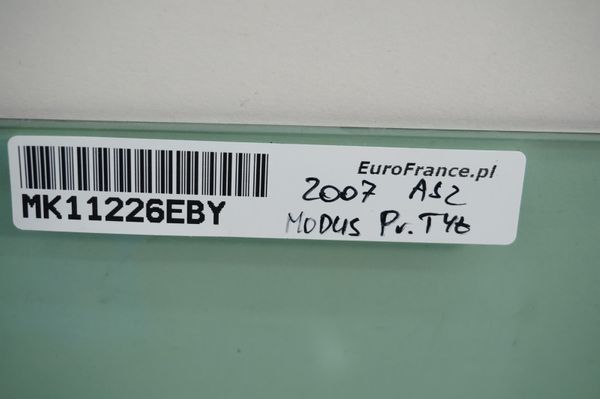 EuroFrance.pl
2007 AS2
MK11226EBY
MODUS Pr. TYŁ